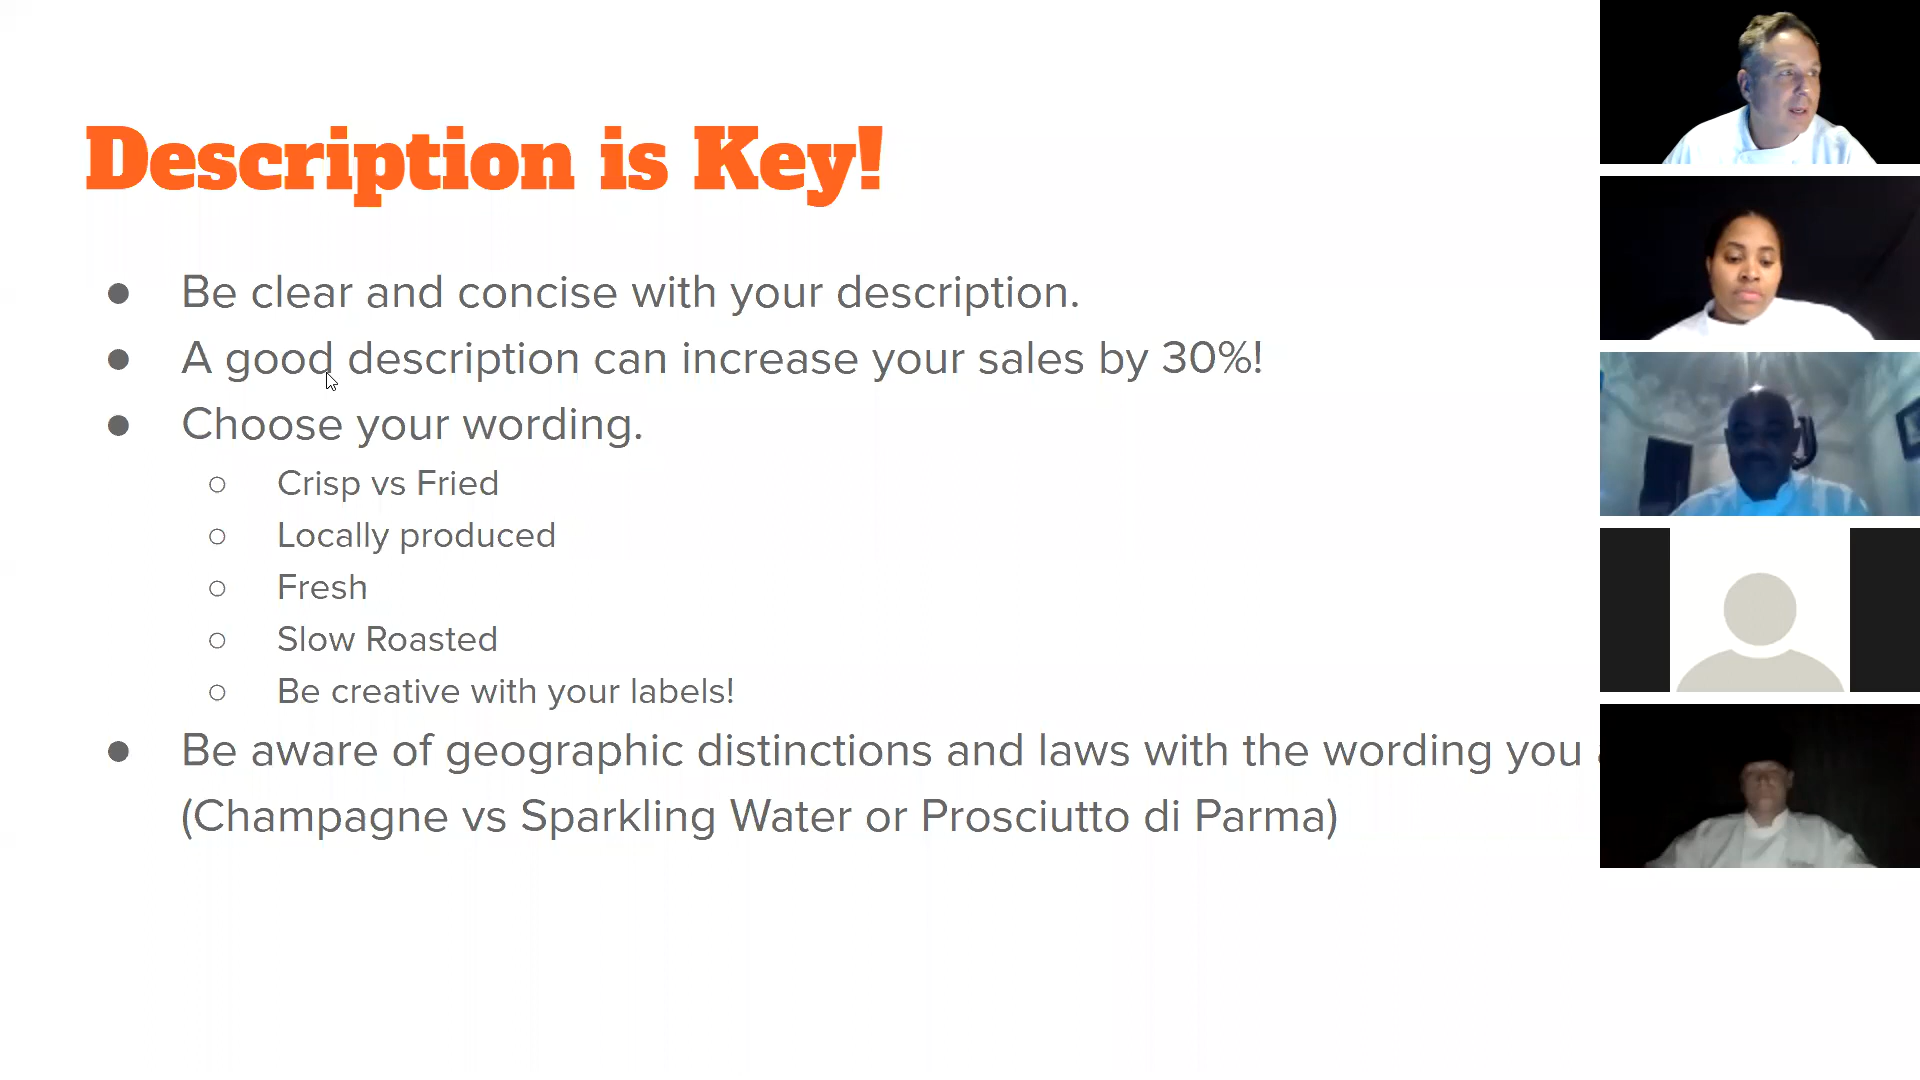 Description is Key!
Be clear and concise with your description.
A good description can increase your sales by 30%!
Choose your wording.
Crisp vs Fried
Locally produced
Fresh
Slow Roasted
Be creative with your labels!
Be aware of geographic distinctions and laws with the wording you
(Champagne vs Sparkling Water or Prosciutto di Parma)